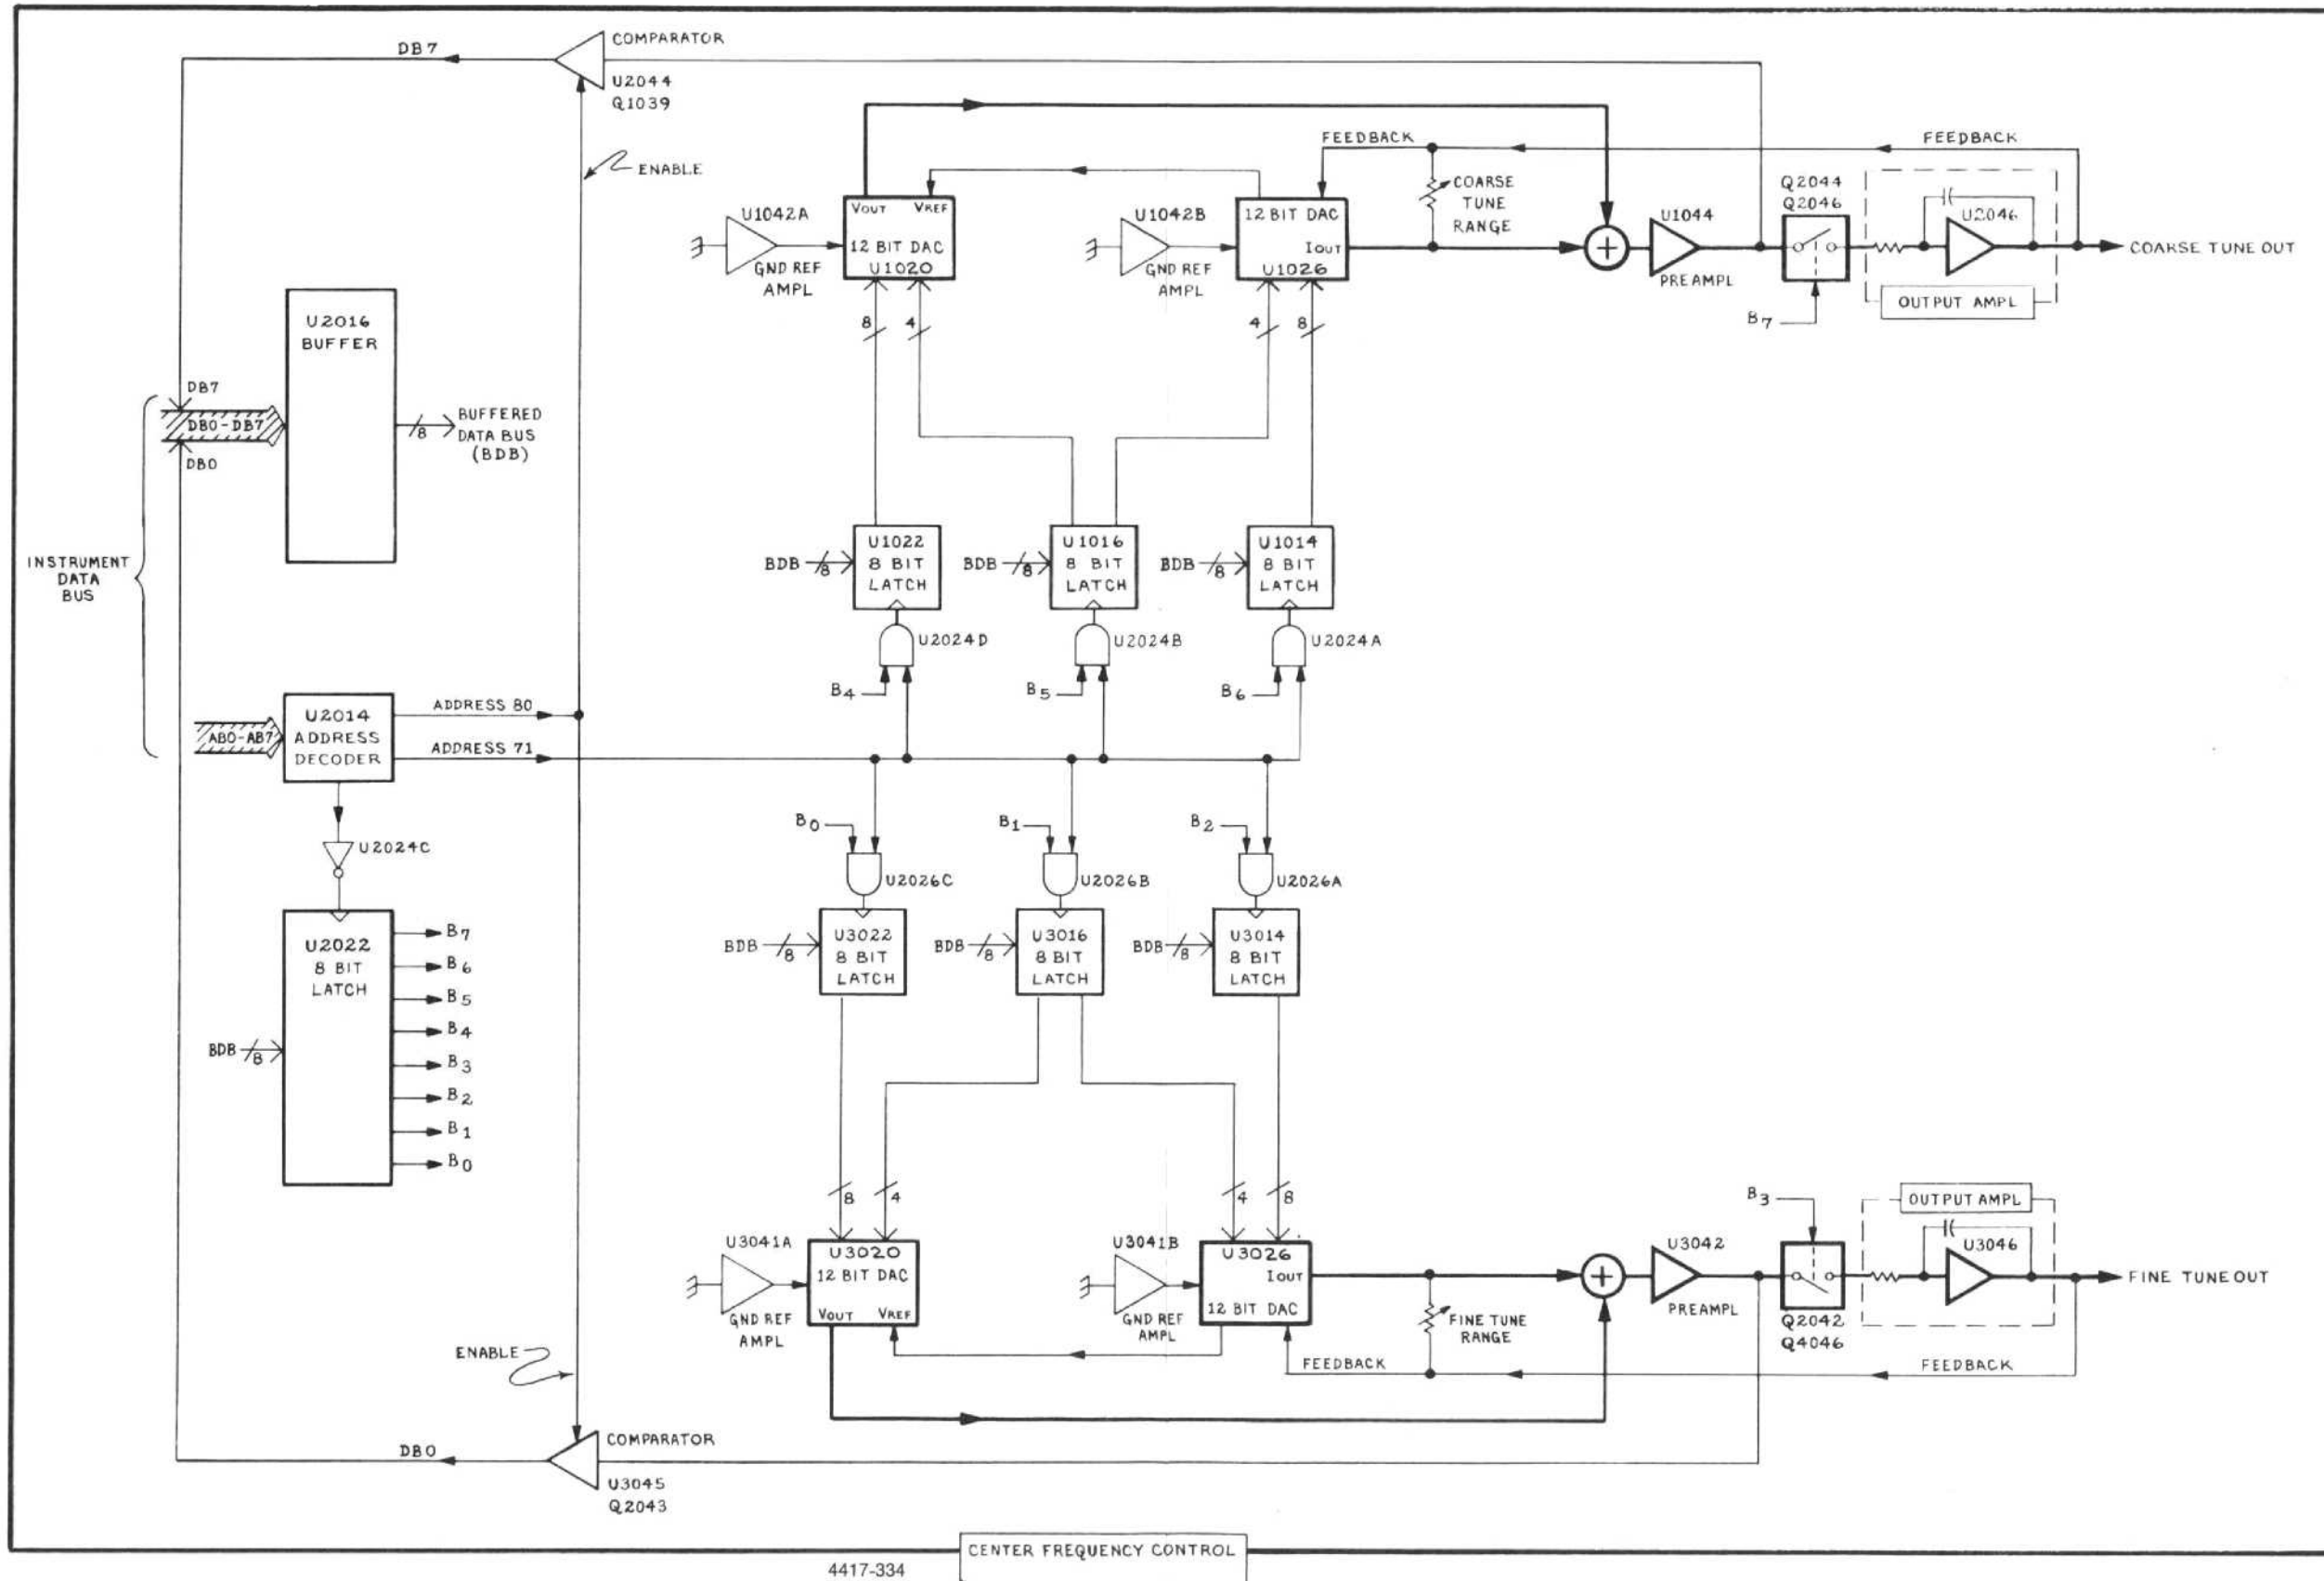 DB7
COMPARATOR
U2044
Q1039
ENABLE
FEEDBACK
FEEDBACK
COARSE
TUNE
RANGE
VOUT VREF
12 BIT DAC
U1020
U1042A
GND REF
AMPL
U1042B
GND REF
AMPL
12 BIT DAC
IOUT
U1026
U1044
PREAMPL
Q2044
Q2046
B7
U2046
OUTPUT AMPL
COARSE TUNE OUT
8
4
4
8
U2016
BUFFER
DB7
DB0-DB7
DB0
8
BUFFERED
DATA BUS
(BDB)
INSTRUMENT
DATA
BUS
BDB
8
U1022
8 BIT
LATCH
BDB
8
U1016
8 BIT
LATCH
BDB
8
U1014
8 BIT
LATCH
U2024D
U2024B
U2024A
B4
B5
B6
AB0-AB7
U2014
ADDRESS
DECODER
ADDRESS 80
ADDRESS 71
U2024C
B0
B1
B2
U2026C
U2026B
U2026A
U2022
8 BIT
LATCH
BDB
8
B7
B6
B5
B4
B3
B2
B1
B0
BDB
8
U3022
8 BIT
LATCH
BDB
8
U3016
8 BIT
LATCH
BDB
8
U3014
8 BIT
LATCH
8
4
4
8
U3041A
GND REF
AMPL
U3020
12 BIT DAC
VOUT VREF
U3041B
GND REF
AMPL
U3026
IOUT
12 BIT DAC
FINE TUNE
RANGE
U3042
PREAMPL
B3
Q2042
Q4046
OUTPUT AMPL
U3046
FINE TUNE OUT
FEEDBACK
FEEDBACK
ENABLE
DB0
COMPARATOR
U3045
Q2043
CENTER FREQUENCY CONTROL
4417-334